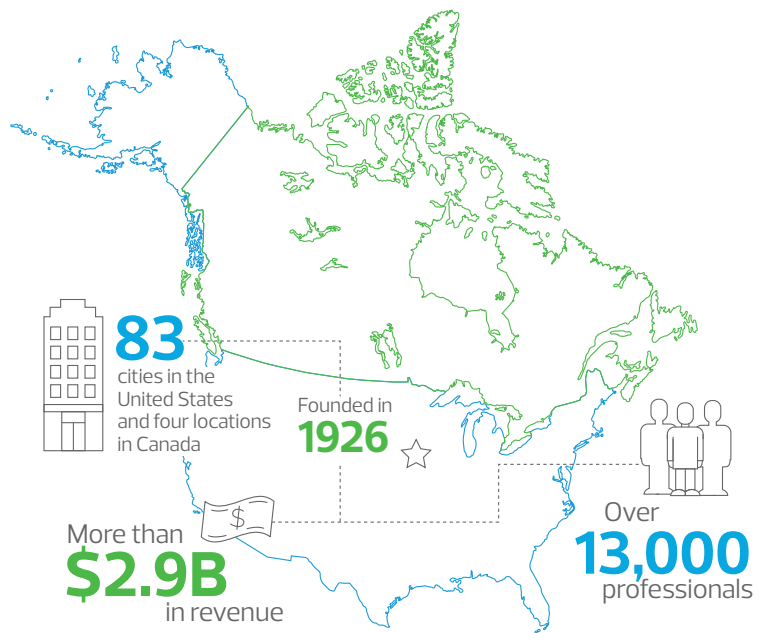 83
cities in the
United States
and four locations
in Canada
Founded in
1926
$
More than
$2.9B
in revenue
Over
13,000
professionals